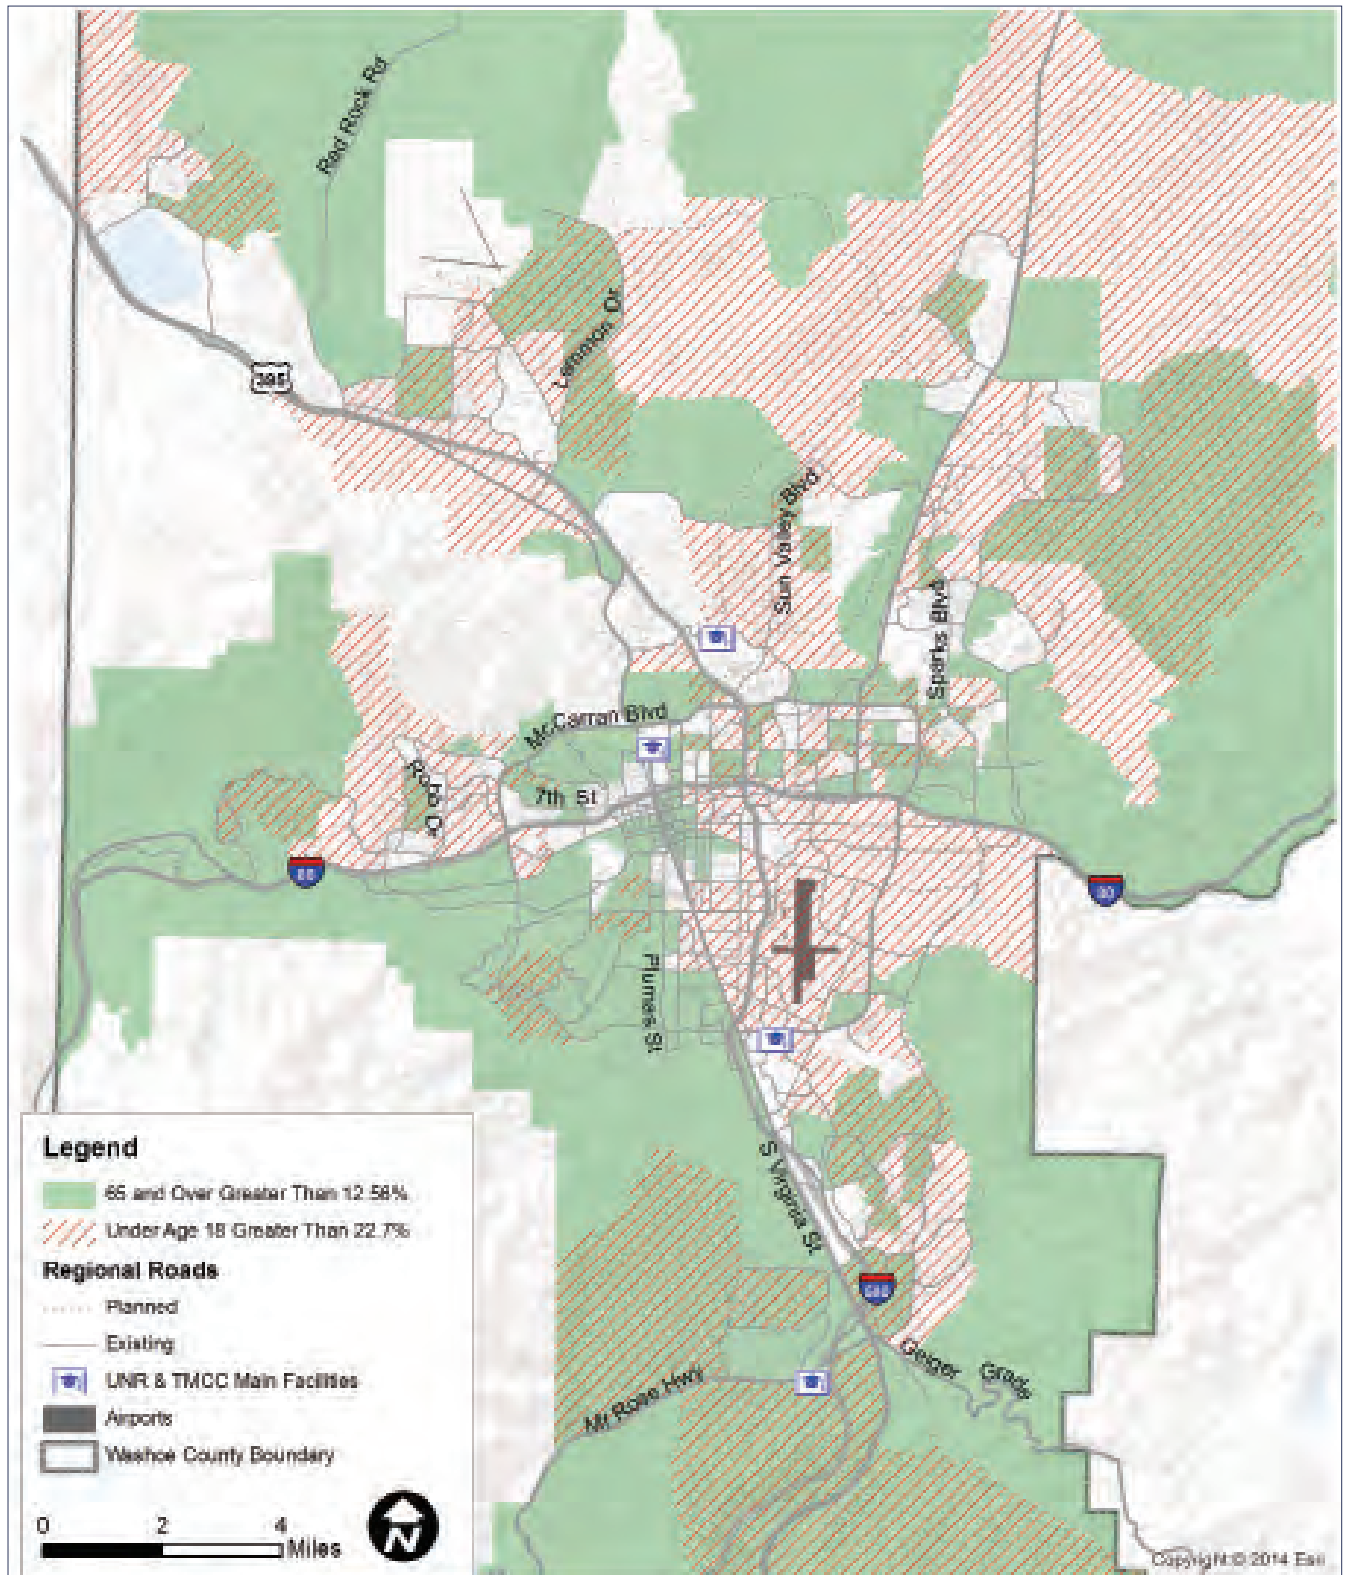 Red Rock Rd
395
Lemmon Dr
Sun Valley Blvd
Sparks Blvd
McCarran Blvd
Robb Dr
7th St
80
80
Plumas St
S Virginia St
580
Geiger Grade
Mt Rose Hwy
Legend
65 and Over Greater Than 12.58%
Under Age 18 Greater Than 22.7%
Regional Roads
Planned
Existing
UNR & TMCC Main Facilities
Airports
Washoe County Boundary
0 2 4
Miles
N
Copyright:© 2014 Esri